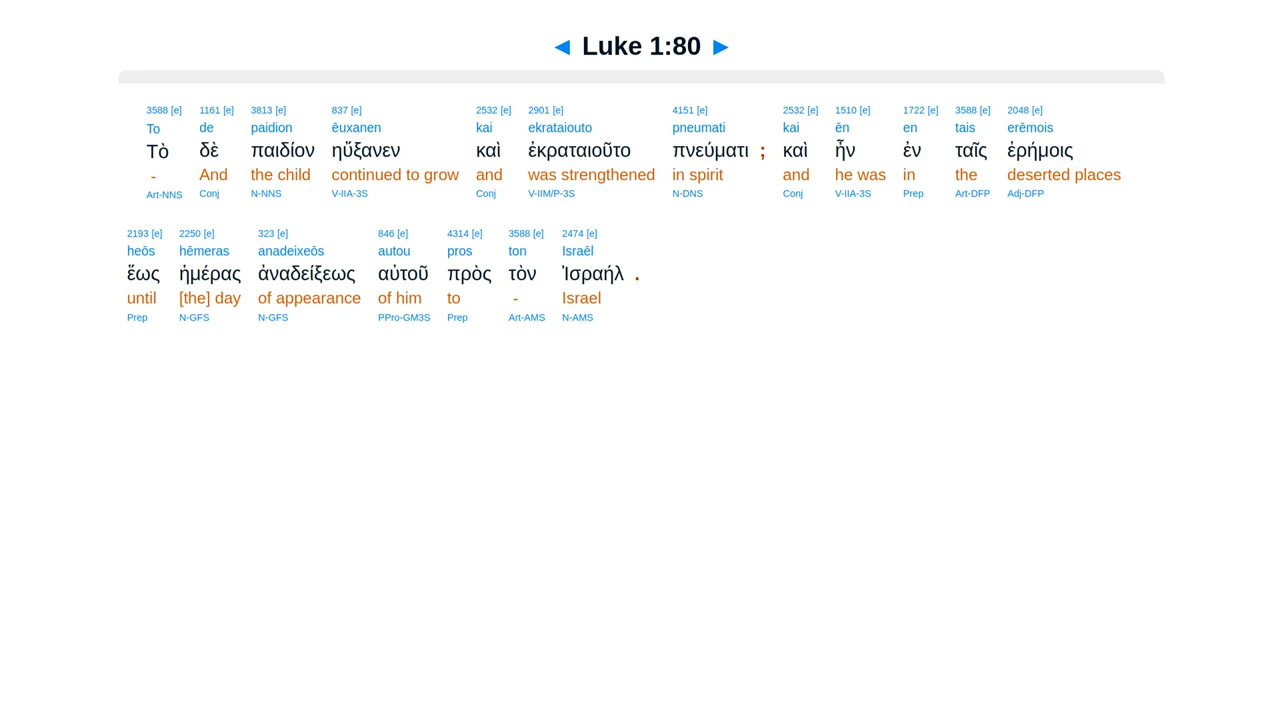 ◄ Luke 1:80 ►
3588 [e] 1161 [e] 3813 [e] 837 [e] 2532 [e] 2901 [e] 4151 [e] 2532 [e] 1510 [e] 1722 [e] 3588 [e] 2048 [e]
To de paidion ēuxanen kai ekrataiouto pneumati kai ēn en tais erēmois
Τὸ δὲ παιδίον ηὔξανεν καὶ ἐκραταιοῦτο πνεύματι ; καὶ ἦν ἐν ταῖς ἐρήμοις
- And the child continued to grow and was strengthened in spirit and he was in the deserted places
Art-NNS Conj N-NNS V-IIA-3S Conj V-IIM/P-3S N-DNS Conj V-IIA-3S Prep Art-DFP Adj-DFP
2193 [e] 2250 [e] 323 [e] 846 [e] 4314 [e] 3588 [e] 2474 [e]
heōs hēmeras anadeixeōs autou pros ton Israēl
ἕως ἡμέρας ἀναδείξεως αὐτοῦ πρὸς τὸν Ἰσραήλ .
until [the] day of appearance of him to - Israel
Prep N-GFS N-GFS PPro-GM3S Prep Art-AMS N-AMS